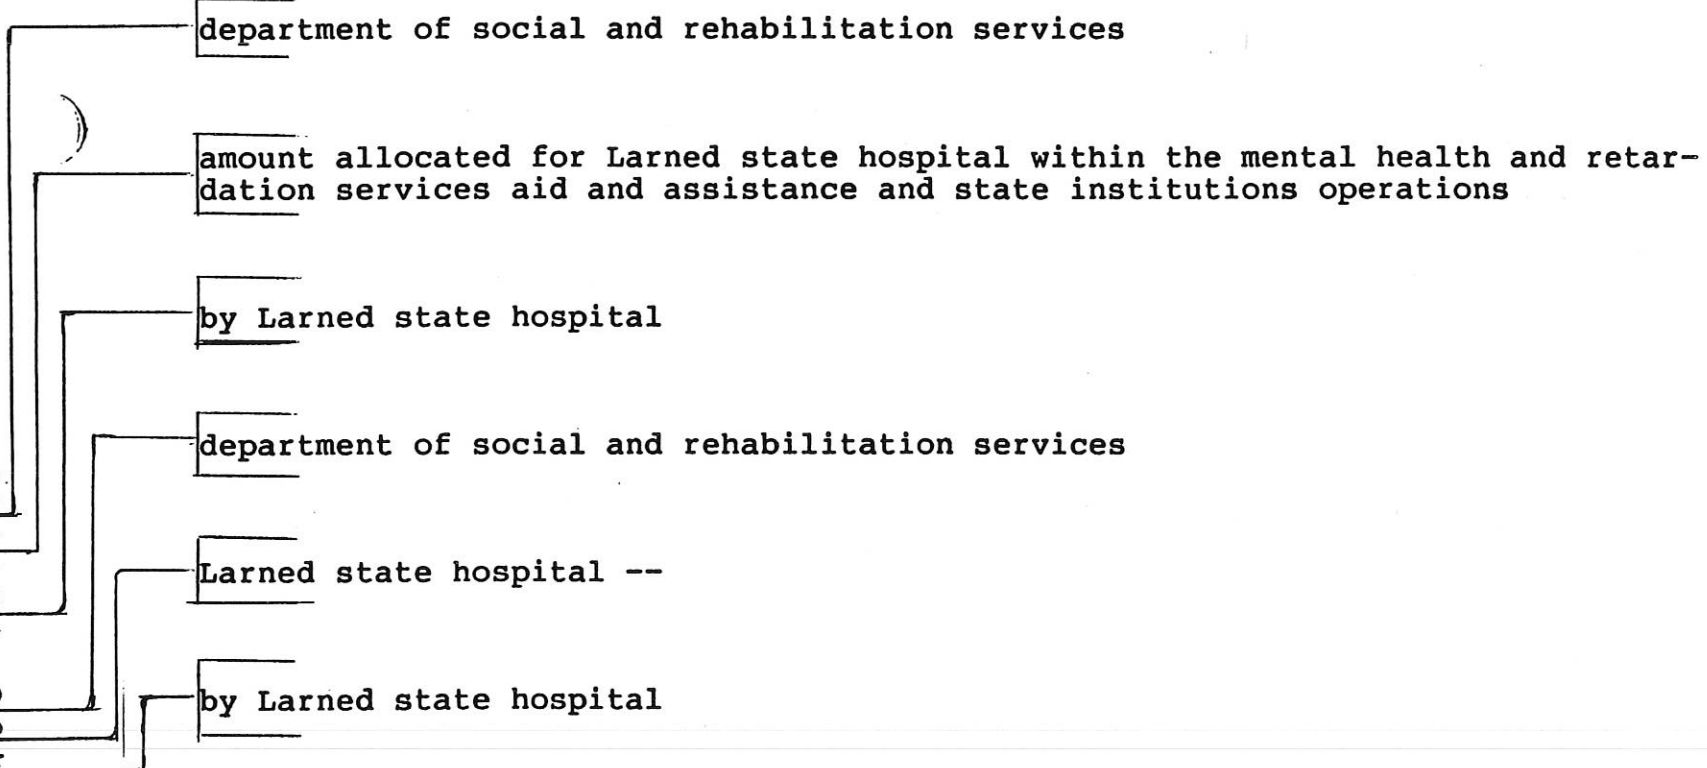 department of social and rehabilitation services
amount allocated for Larned state hospital within the mental health and retar-
dation services aid and assistance and state institutions operations
by Larned state hospital
department of social and rehabilitation services
Larned state hospital --
by Larned state hospital